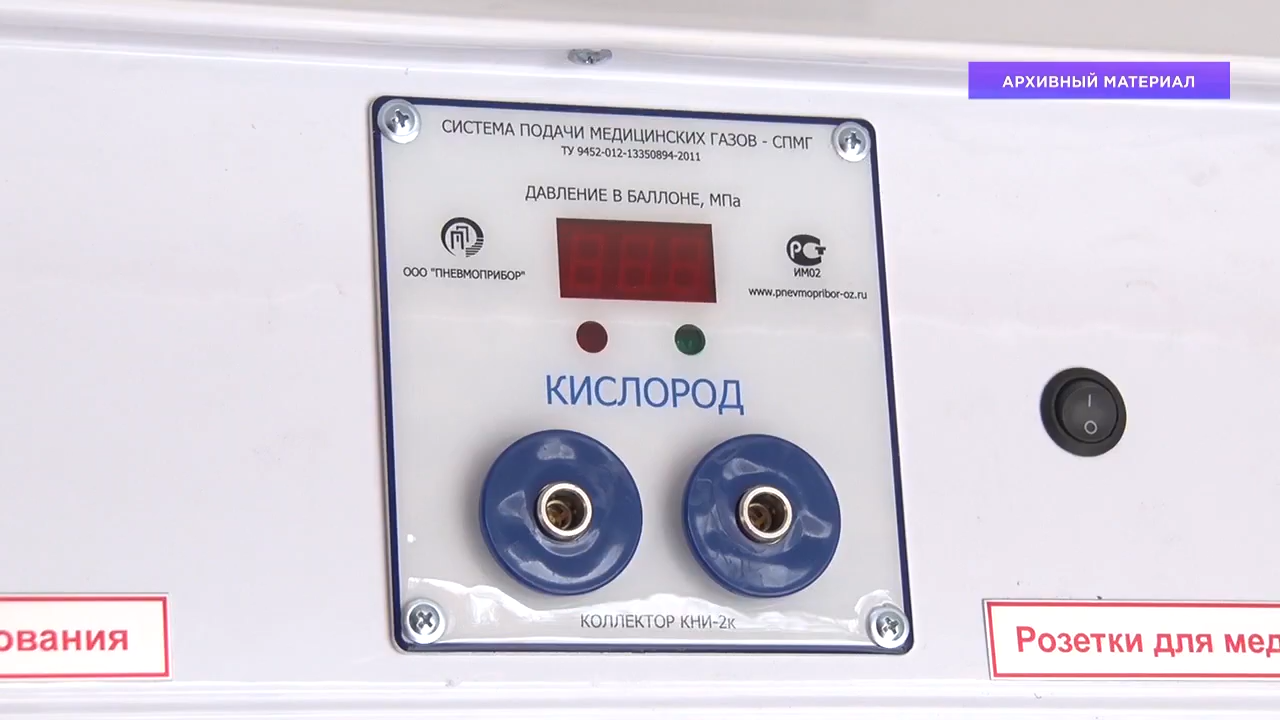 АРХИВНЫЙ МАТЕРИАЛ
СИСТЕМА ПОДАЧИ МЕДИЦИНСКИХ ГАЗОВ - СПМГ
ТУ 9452-012-13350894-2011
ДАВЛЕНИЕ В БАЛЛОНЕ, МПа
ООО "ПНЕВМОПРИБОР"
РСТ
ИМ02
www.pnevmopribor-oz.ru
КИСЛОРОД
I
O
КОЛЛЕКТОР КНИ-2к
ования
Розетки для мед